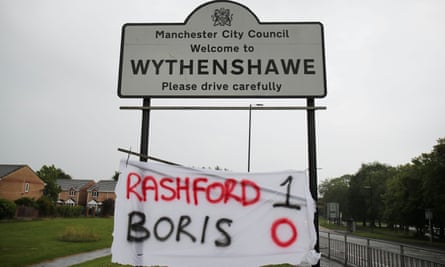 Manchester City Council
Welcome to
WYTHENSHAWE
Please drive carefully
RASHFORD 1
BORIS 0